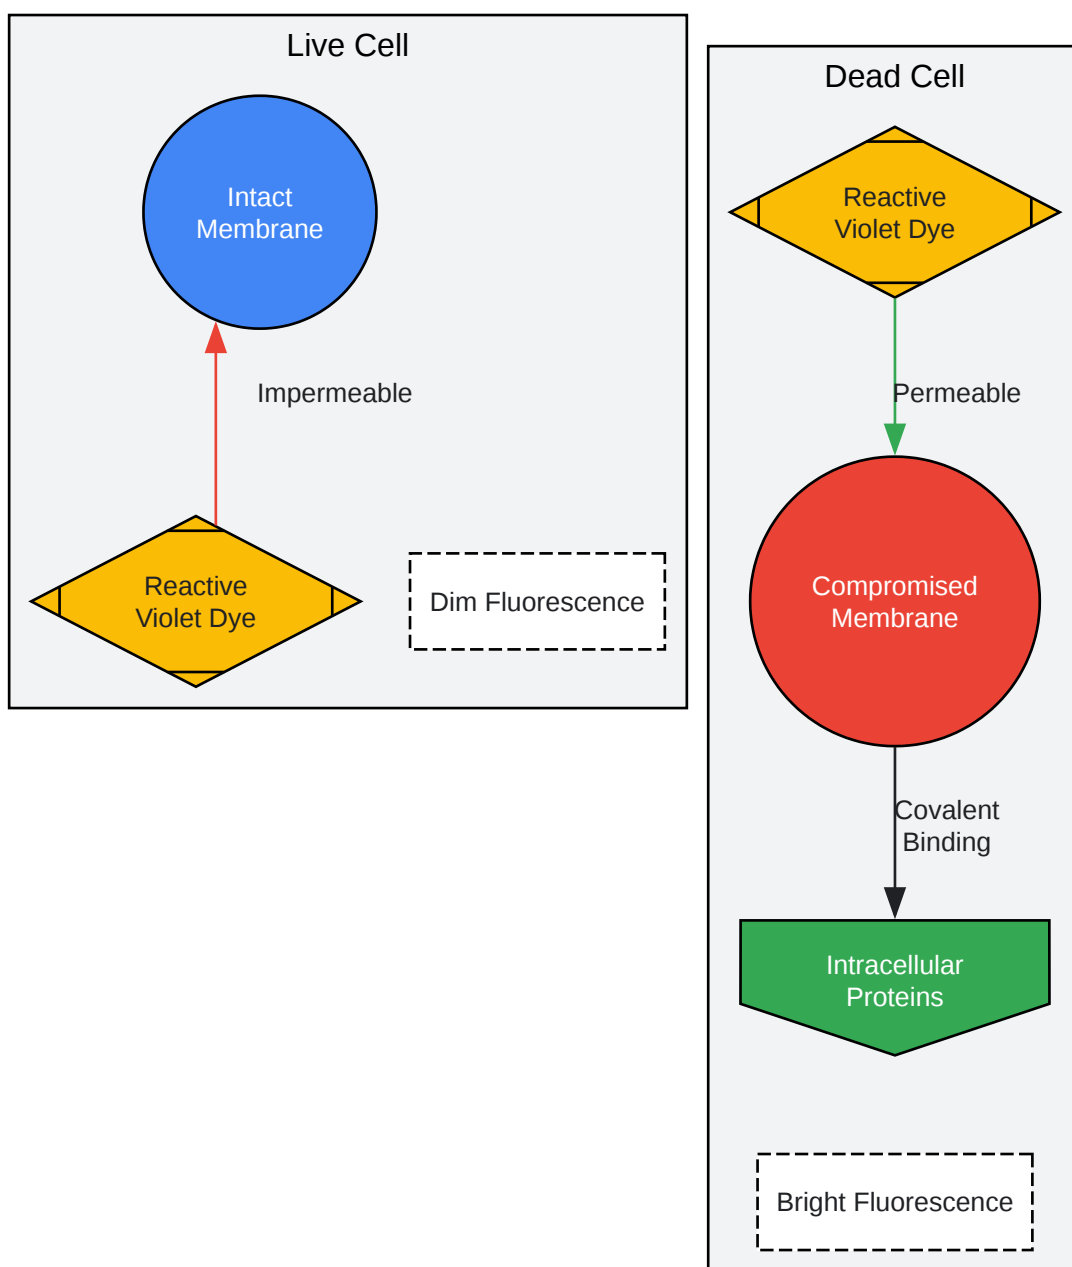 Live Cell
Intact
Membrane
Impermeable
Reactive
Violet Dye
Dim Fluorescence
Dead Cell
Reactive
Violet Dye
Permeable
Compromised
Membrane
Covalent
Binding
Intracellular
Proteins
Bright Fluorescence